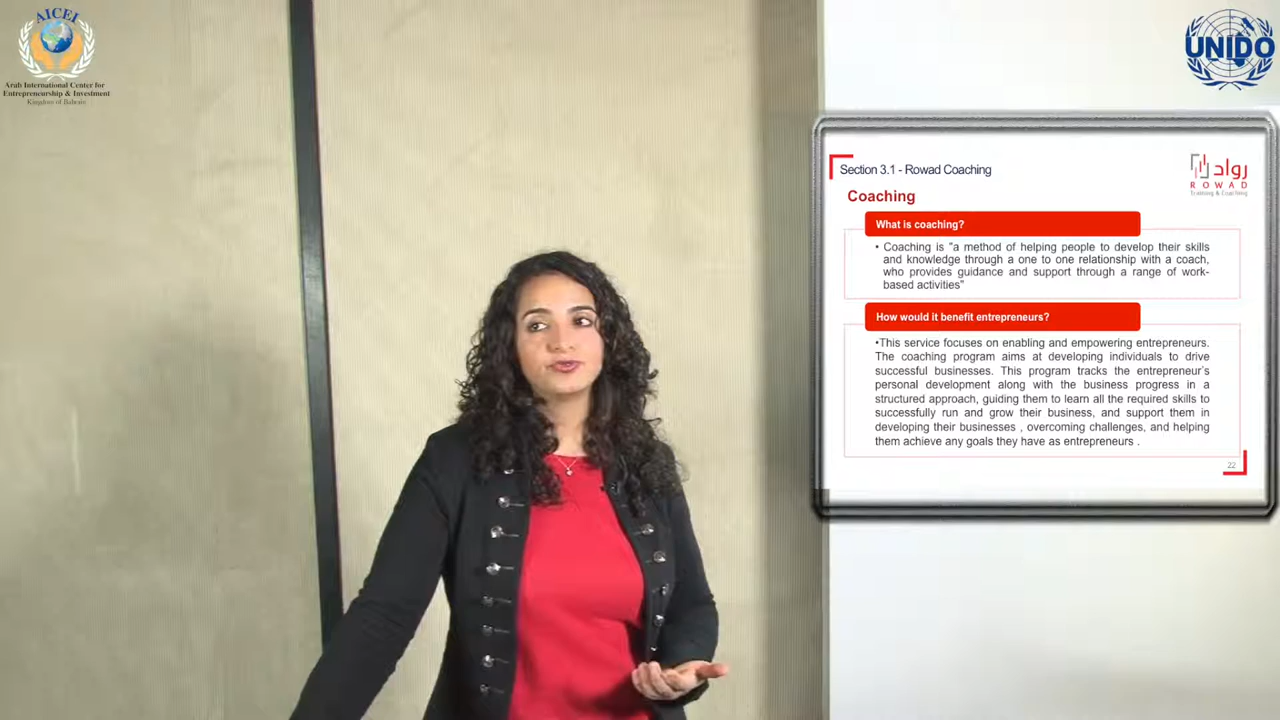 AICEI
Arab International Center for
Entrepreneurship & Investment
Kingdom of Bahrain
UNIDO
Section 3.1 - Rowad Coaching
رواد
ROWAD
Training & Coaching
Coaching
What is coaching?
• Coaching is "a method of helping people to develop their skills
and knowledge through a one to one relationship with a coach,
who provides guidance and support through a range of work-
based activities"
How would it benefit entrepreneurs?
•This service focuses on enabling and empowering entrepreneurs.
The coaching program aims at developing individuals to drive
successful businesses. This program tracks the entrepreneur's
personal development along with the business progress in a
structured approach, guiding them to learn all the required skills to
successfully run and grow their business, and support them in
developing their businesses , overcoming challenges, and helping
them achieve any goals they have as entrepreneurs .
22